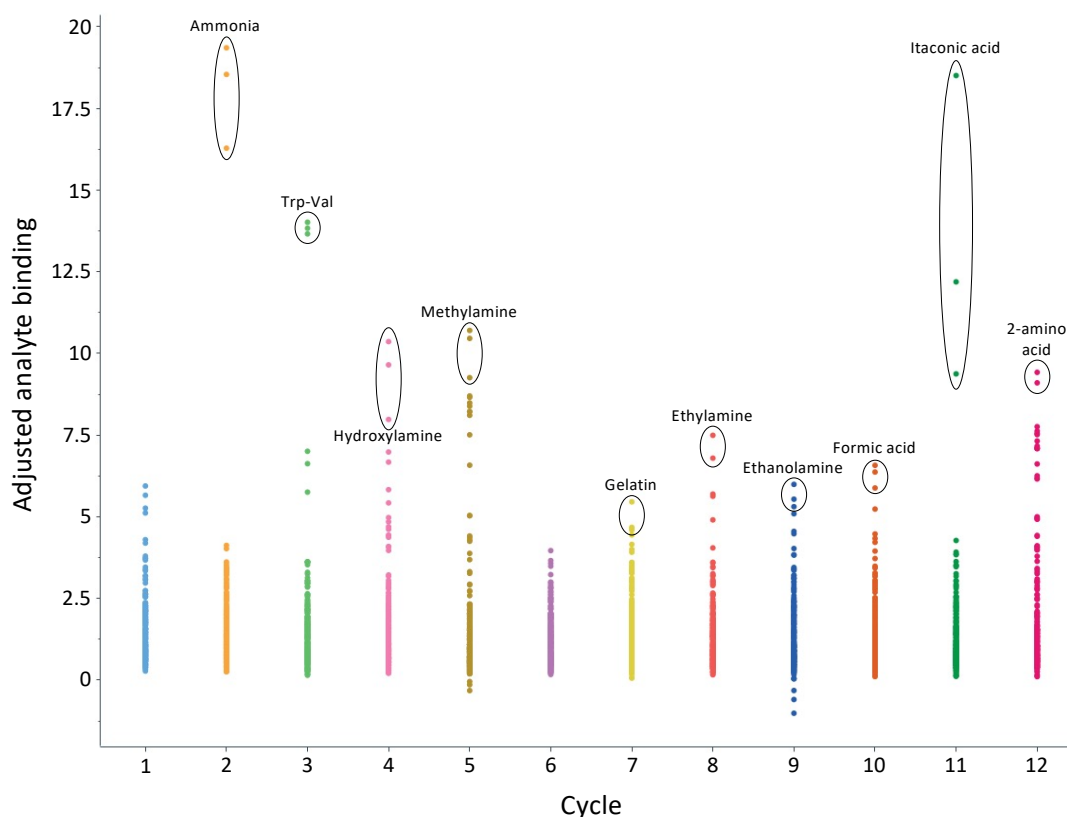 Adjusted analyte binding
20
17.5
15
12.5
10
7.5
5
2.5
0
Ammonia
Trp-Val
Hydroxylamine
Methylamine
Gelatin
Ethylamine
Ethanolamine
Formic acid
Itaconic acid
2-amino
acid
1 2 3 4 5 6 7 8 9 10 11 12
Cycle